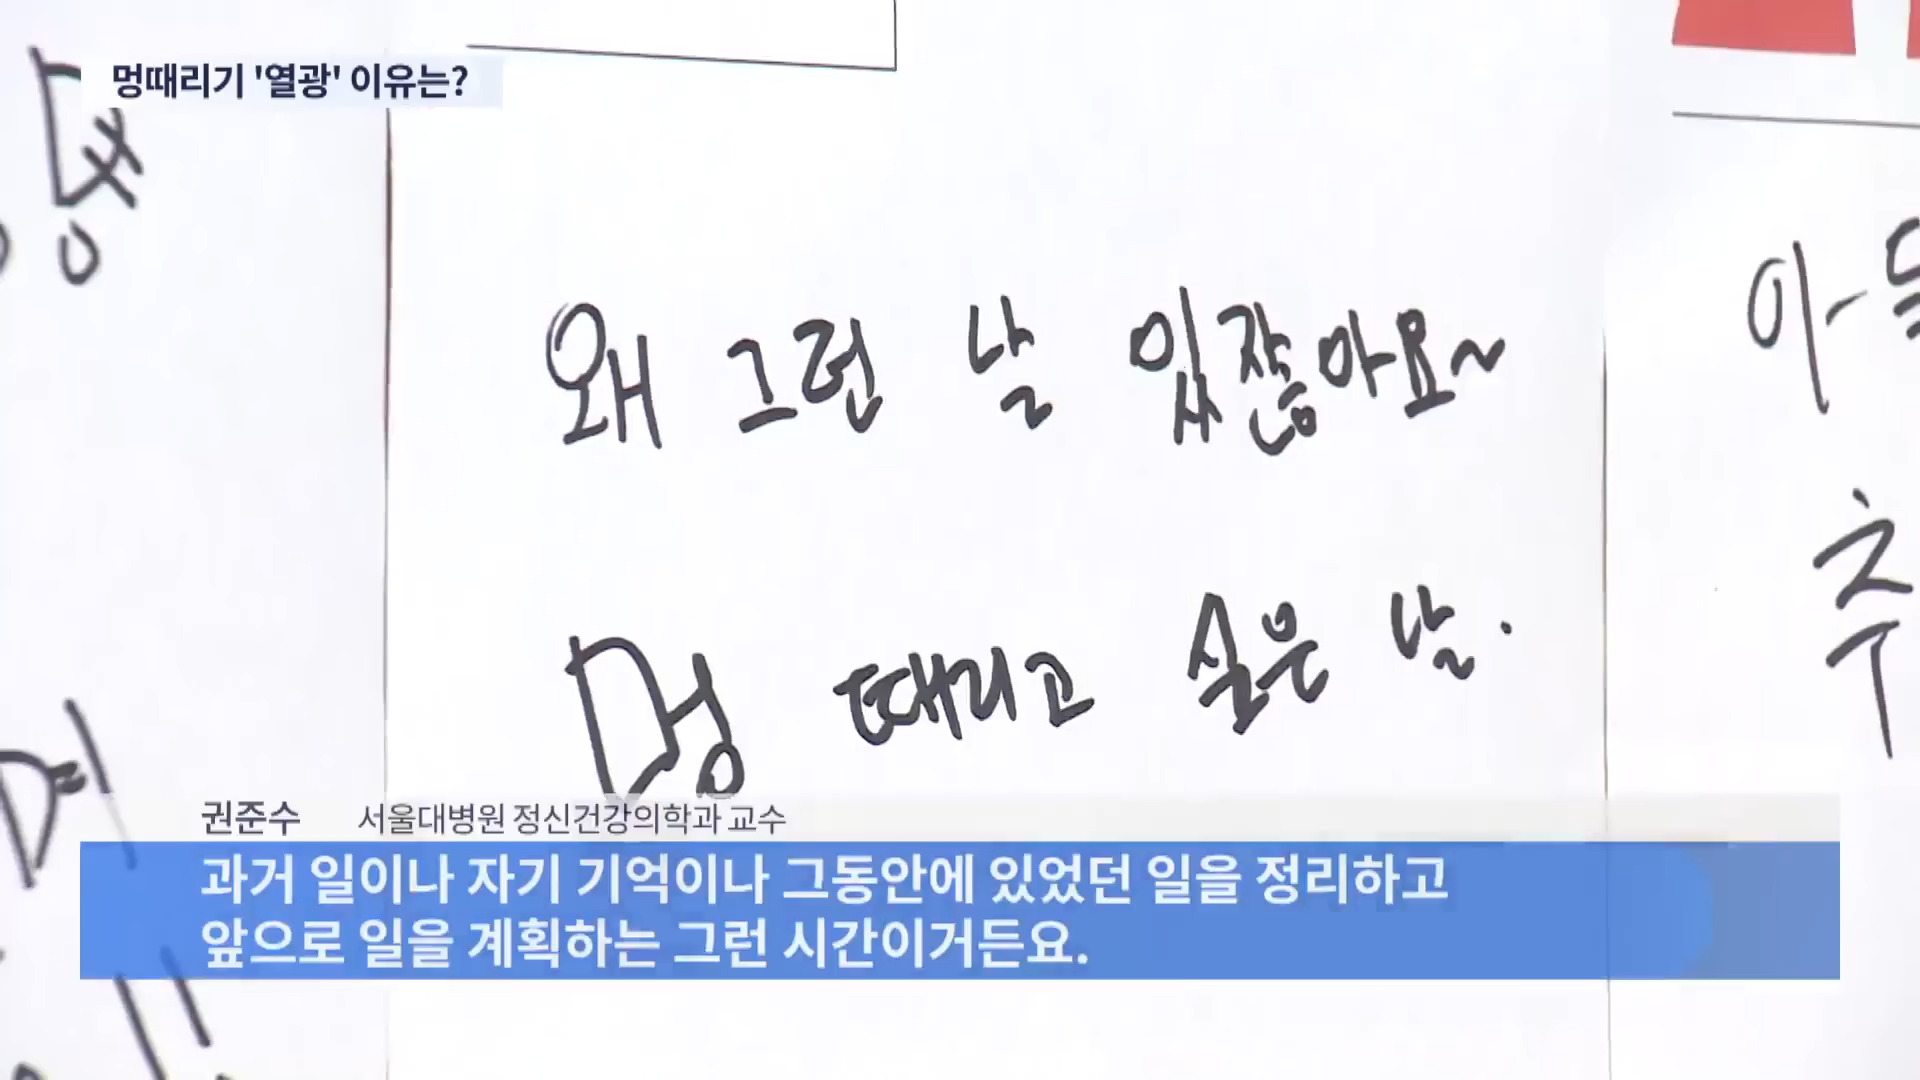 멍때리기 '열광' 이유는?
왜 그런 날 있잖아요~
멍 때리고 싶은 날.
권준수 서울대병원 정신건강의학과 교수
과거 일이나 자기 기억이나 그동안에 있었던 일을 정리하고
앞으로 일을 계획하는 그런 시간이거든요.